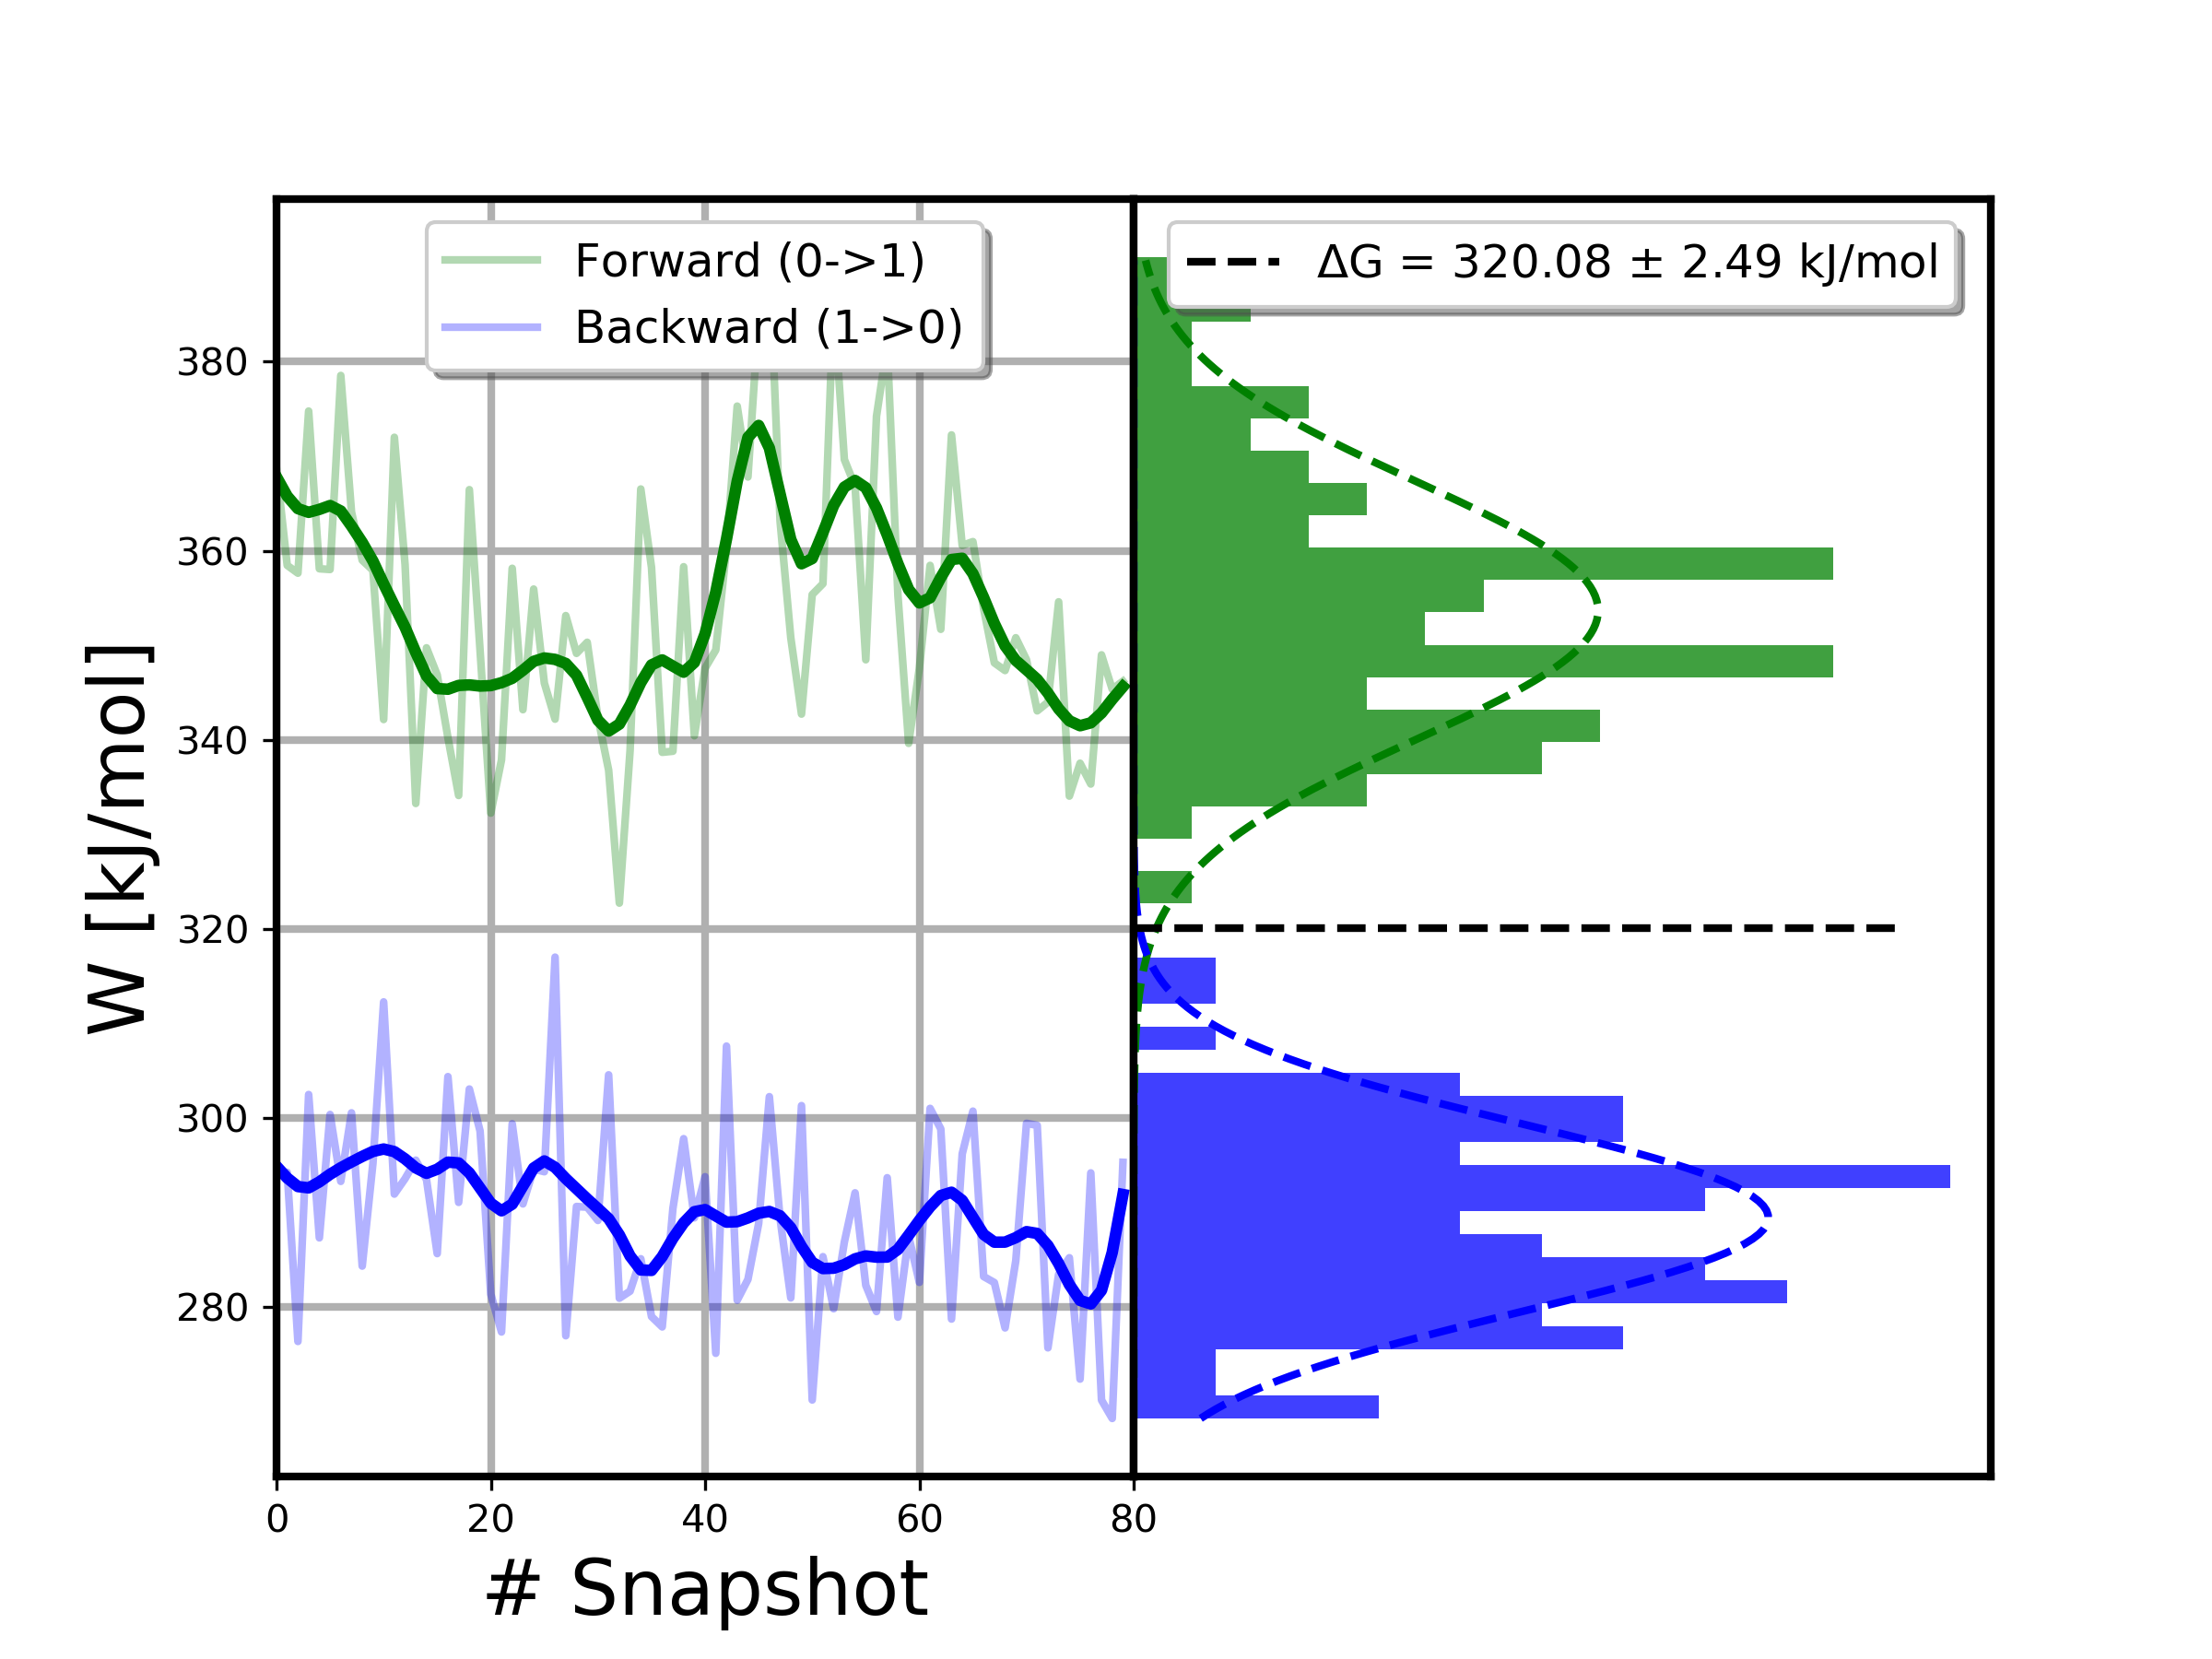 Forward (0->1)
Backward (1->0)
ΔG = 320.08 ± 2.49 kJ/mol
W [kJ/mol]
380
360
340
320
300
280
0 20 40 60 80
# Snapshot